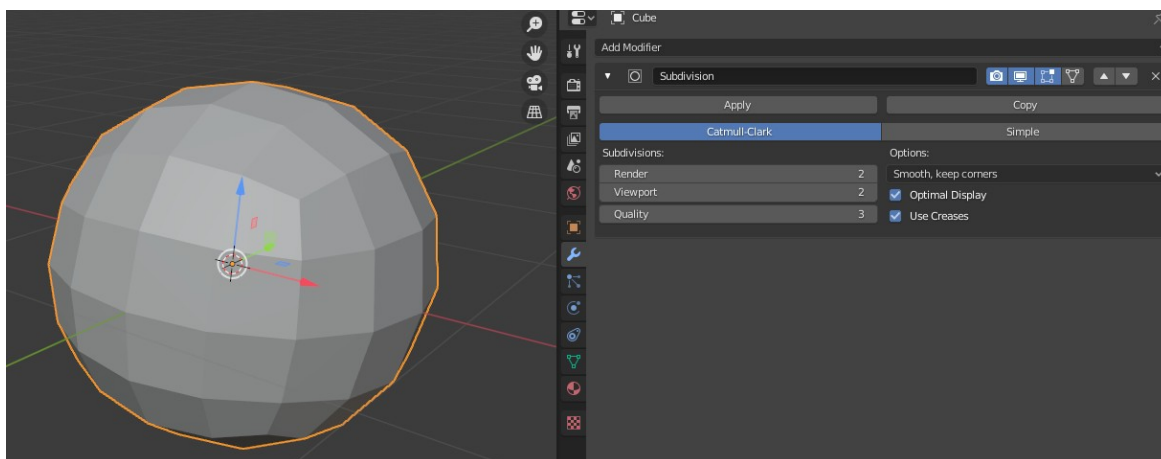 Cube
Add Modifier
Subdivision
Apply Copy
Catmull-Clark Simple
Subdivisions: Options:
Render 2 Smooth, keep corners
Viewport 2 Optimal Display
Quality 3 Use Creases